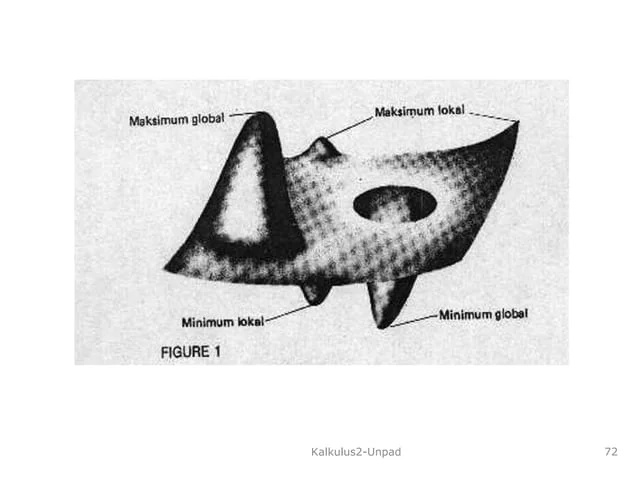 Maksimum global
Maksimum lokal
Minimum lokal
Minimum global
FIGURE 1
Kalkulus2-Unpad
72